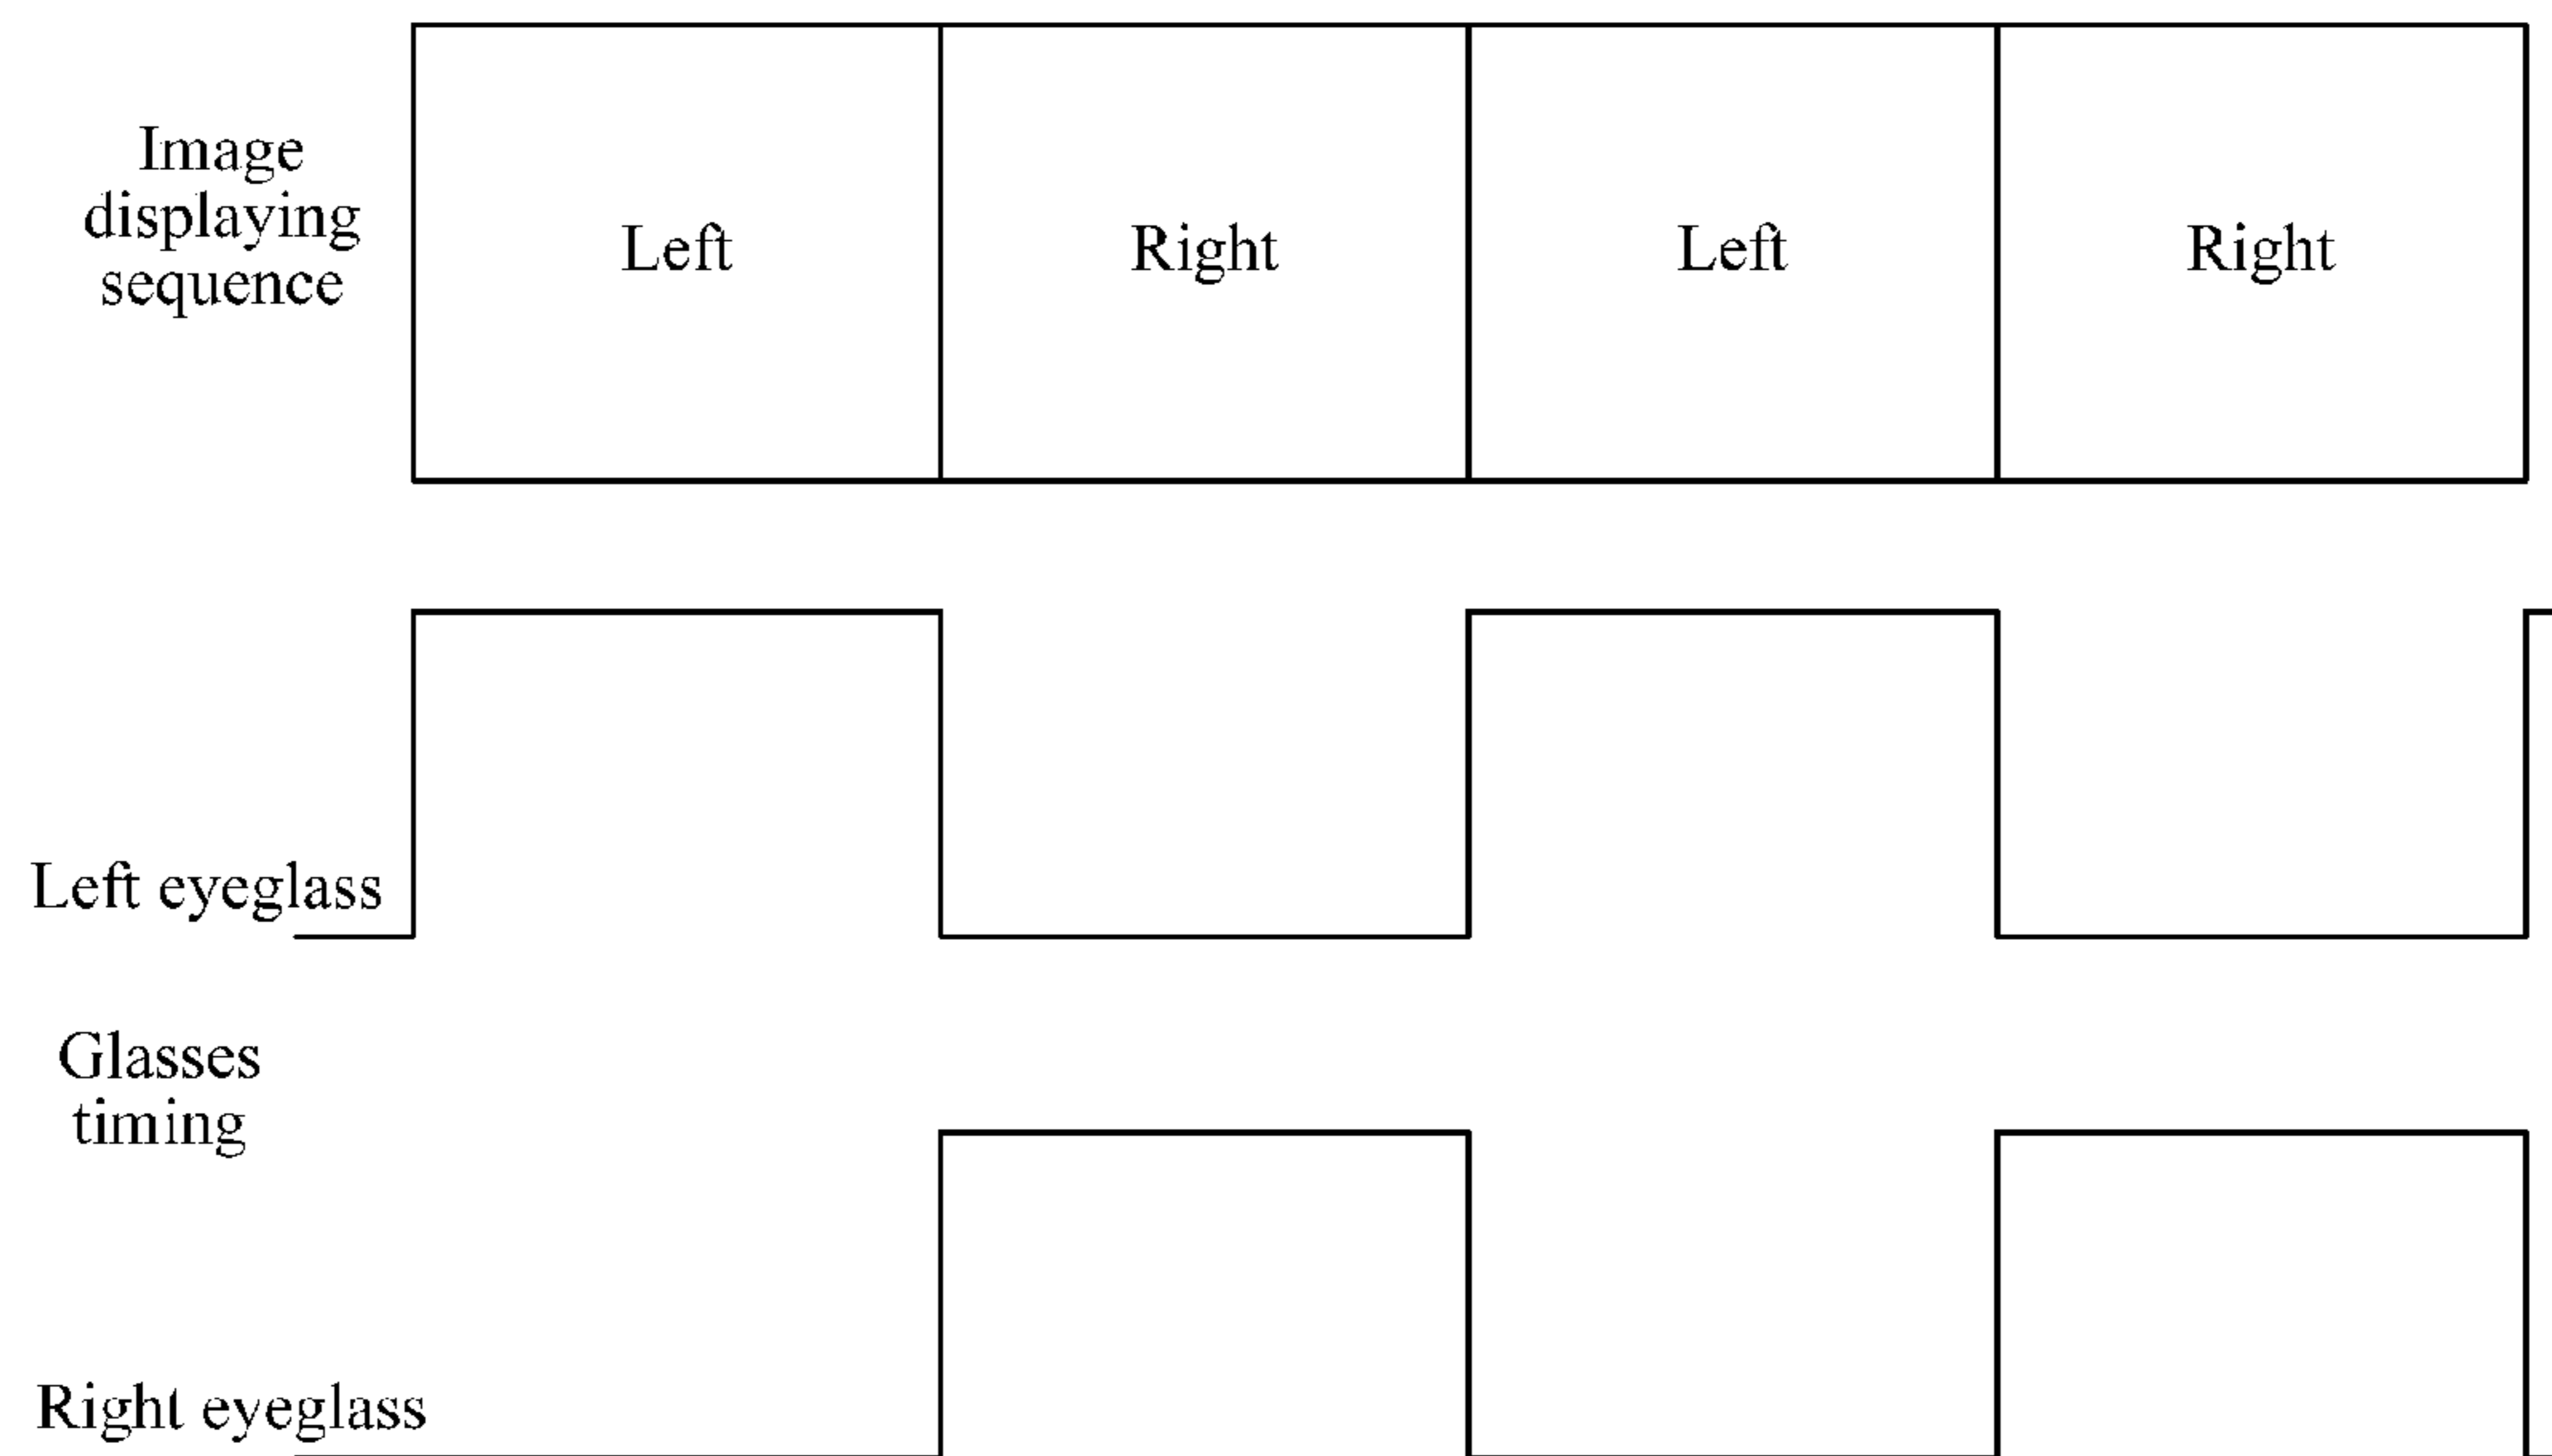 Image
displaying
sequence
Left
Right
Left
Right
Left eyeglass
Glasses
timing
Right eyeglass